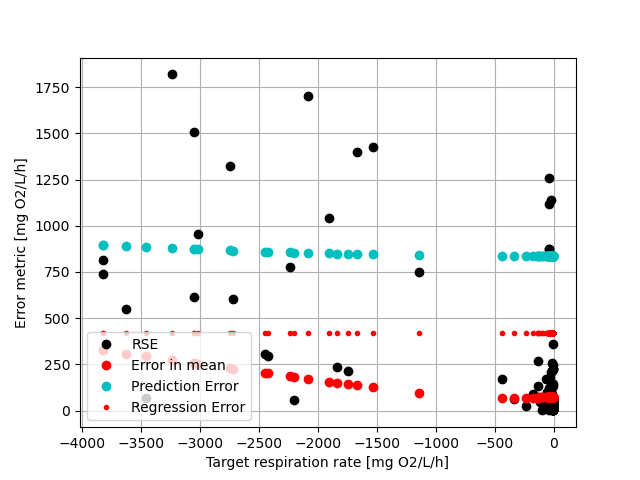 Error metric [mg O2/L/h]
1750
1500
1250
1000
750
500
250
0
RSE
Error in mean
Prediction Error
Regression Error
−4000 −3500 −3000 −2500 −2000 −1500 −1000 −500 0
Target respiration rate [mg O2/L/h]